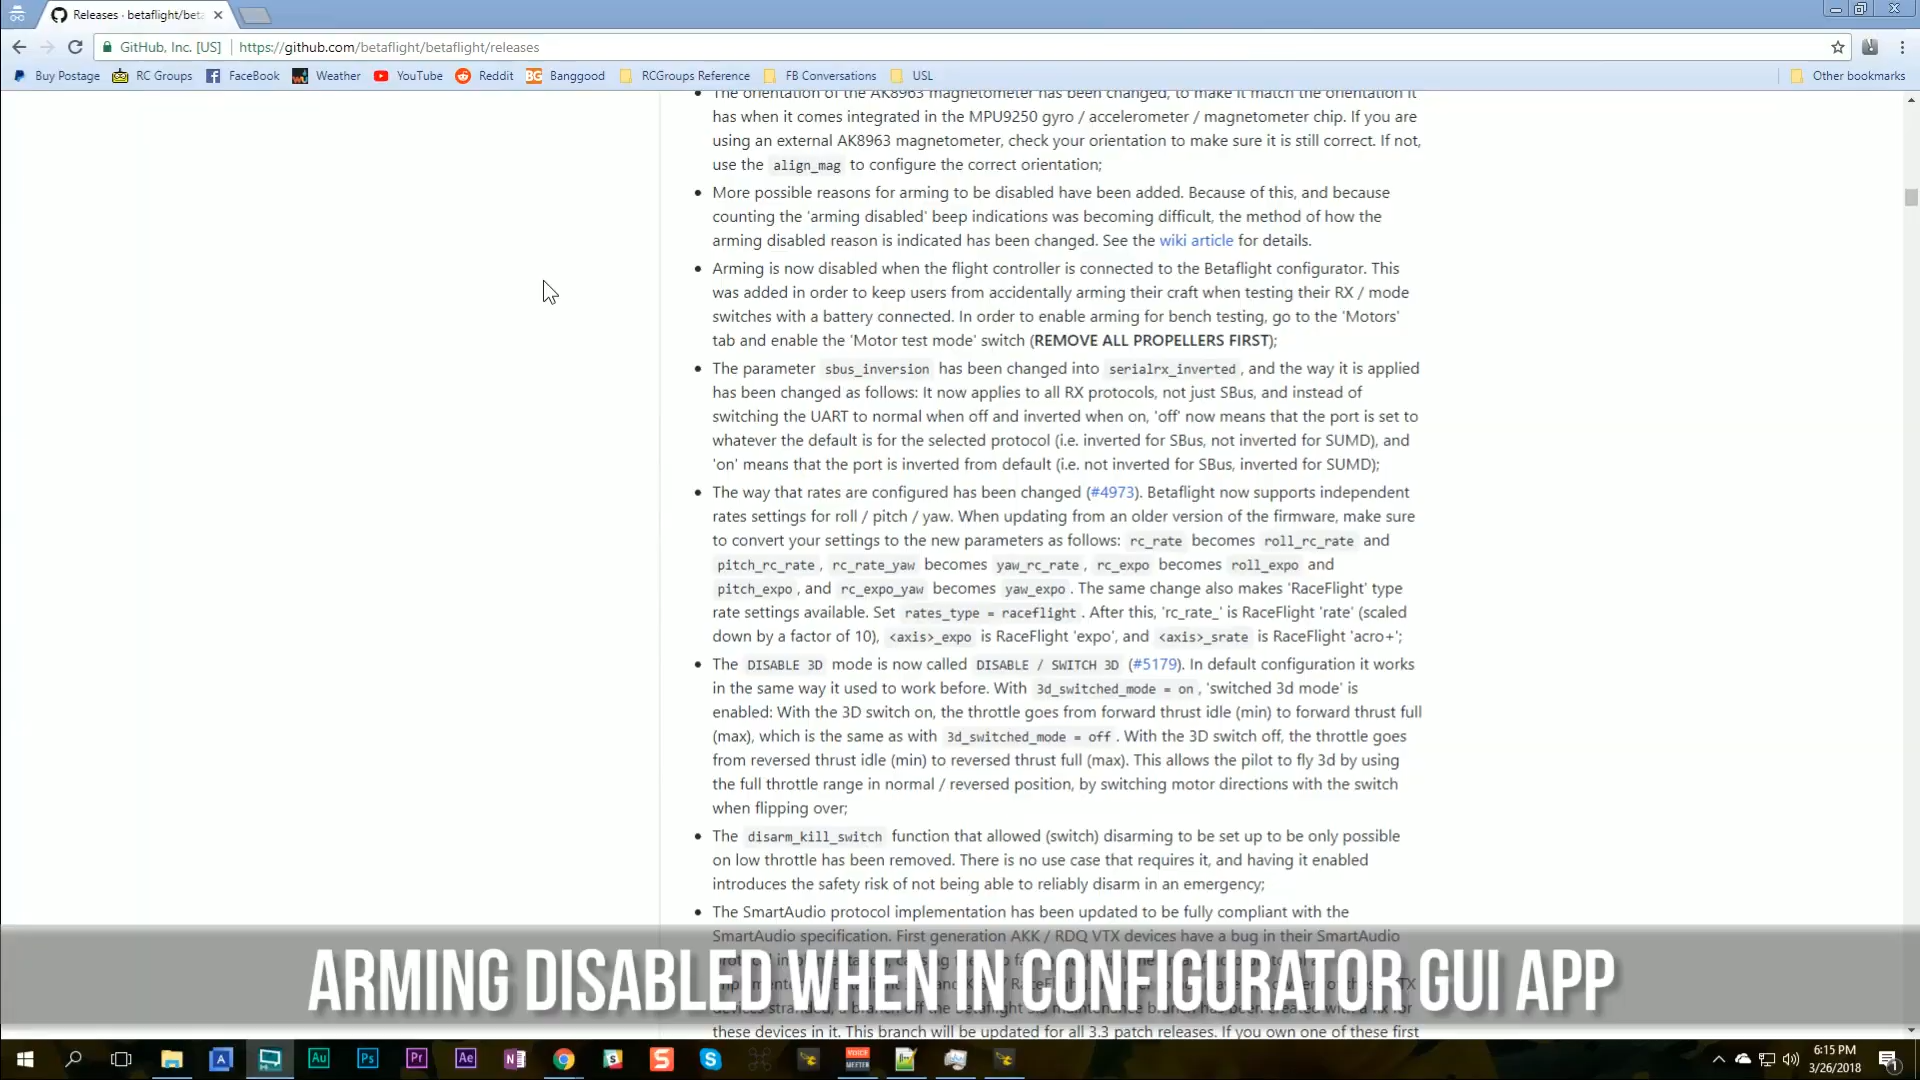 Releases · betaflight/bet
GitHub, Inc. [US] https://github.com/betaflight/betaflight/releases
Buy Postage RC Groups FaceBook Weather YouTube Reddit Banggood RCGroups Reference FB Conversations USL Other bookmarks
The orientation of the AK8963 magnetometer has been changed, to make it match the orientation it
has when it comes integrated in the MPU9250 gyro / accelerometer / magnetometer chip. If you are
using an external AK8963 magnetometer, check your orientation to make sure it is still correct. If not,
use the align_mag to configure the correct orientation;
More possible reasons for arming to be disabled have been added. Because of this, and because
counting the 'arming disabled' beep indications was becoming difficult, the method of how the
arming disabled reason is indicated has been changed. See the wiki article for details.
Arming is now disabled when the flight controller is connected to the Betaflight configurator. This
was added in order to keep users from accidentally arming their craft when testing their RX / mode
switches with a battery connected. In order to enable arming for bench testing, go to the 'Motors'
tab and enable the 'Motor test mode' switch (REMOVE ALL PROPELLERS FIRST);
The parameter sbus_inversion has been changed into serialrx_inverted, and the way it is applied
has been changed as follows: It now applies to all RX protocols, not just SBus, and instead of
switching the UART to normal when off and inverted when on, 'off' now means that the port is set to
whatever the default is for the selected protocol (i.e. inverted for SBus, not inverted for SUMD), and
'on' means that the port is inverted from default (i.e. not inverted for SBus, inverted for SUMD);
The way that rates are configured has been changed (#4973). Betaflight now supports independent
rates settings for roll / pitch / yaw. When updating from an older version of the firmware, make sure
to convert your settings to the new parameters as follows: rc_rate becomes roll_rc_rate and
pitch_rc_rate, rc_rate_yaw becomes yaw_rc_rate, rc_expo becomes roll_expo and
pitch_expo, and rc_expo_yaw becomes yaw_expo. The same change also makes 'RaceFlight' type
rate settings available. Set rates_type = raceflight. After this, 'rc_rate_' is RaceFlight 'rate' (scaled
down by a factor of 10), <axis>_expo is RaceFlight 'expo', and <axis>_srate is RaceFlight 'acro+';
The DISABLE 3D mode is now called DISABLE / SWITCH 3D (#5179). In default configuration it works
in the same way it used to work before. With 3d_switched_mode = on, 'switched 3d mode' is
enabled: With the 3D switch on, the throttle goes from forward thrust idle (min) to forward thrust full
(max), which is the same as with 3d_switched_mode = off. With the 3D switch off, the throttle goes
from reversed thrust idle (min) to reversed thrust full (max). This allows the pilot to fly 3d by using
the full throttle range in normal / reversed position, by switching motor directions with the switch
when flipping over;
The disarm_kill_switch function that allowed (switch) disarming to be set up to be only possible
on low throttle has been removed. There is no use case that requires it, and having it enabled
introduces the safety risk of not being able to reliably disarm in an emergency;
The SmartAudio protocol implementation has been updated to be fully compliant with the
SmartAudio specification. First generation AKK / RDQ VTX devices have a bug in their SmartAudio
ARMING DISABLED WHEN IN CONFIGURATOR GUI APP
these devices in it. This branch will be updated for all 3.3 patch releases. If you own one of these first
Au Ps Pr Ae VOICE MEETER
6:15 PM
3/26/2018